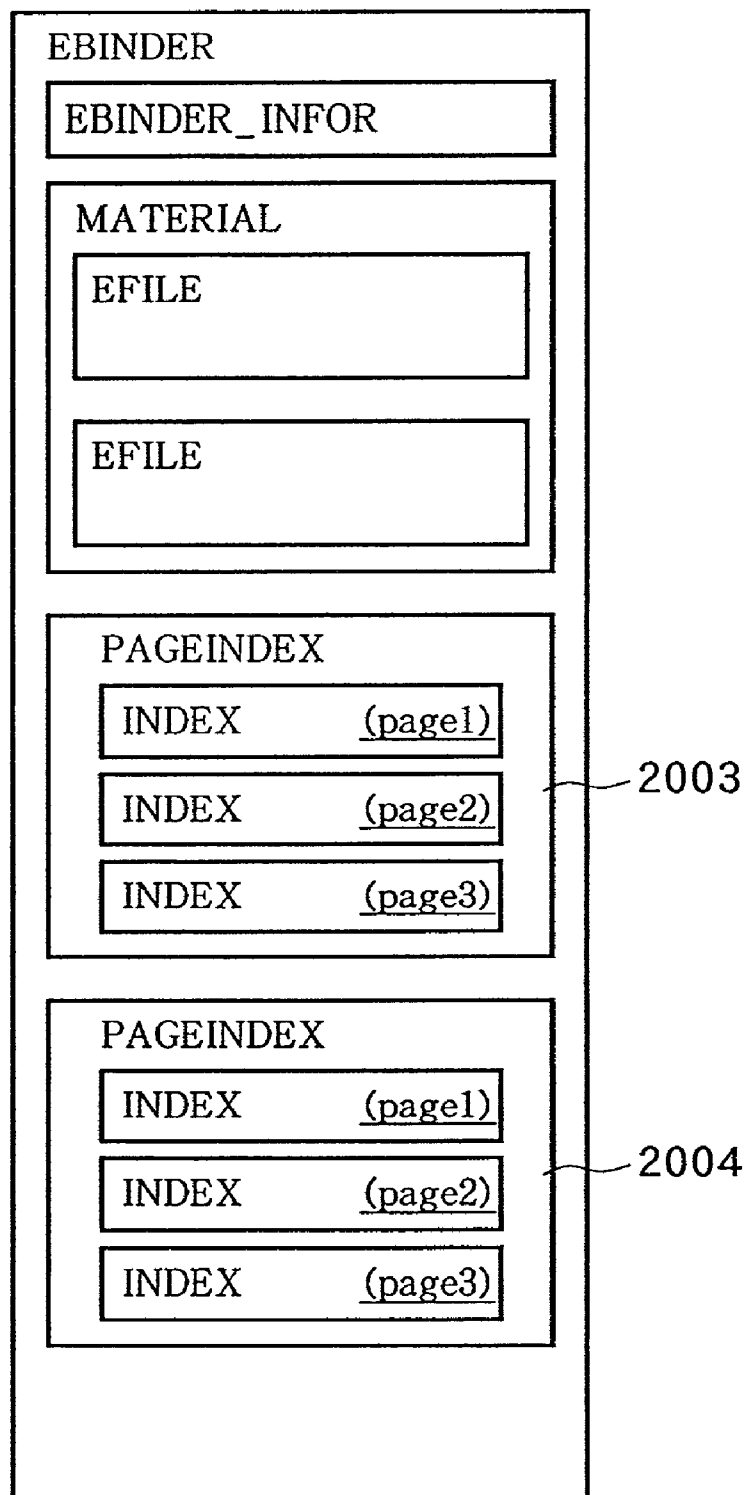 EBINDER
EBINDER_INFOR
MATERIAL
EFILE
EFILE
PAGEINDEX
INDEX (page1)
INDEX (page2)
2003
INDEX (page3)
PAGEINDEX
INDEX (page1)
INDEX (page2)
2004
INDEX (page3)